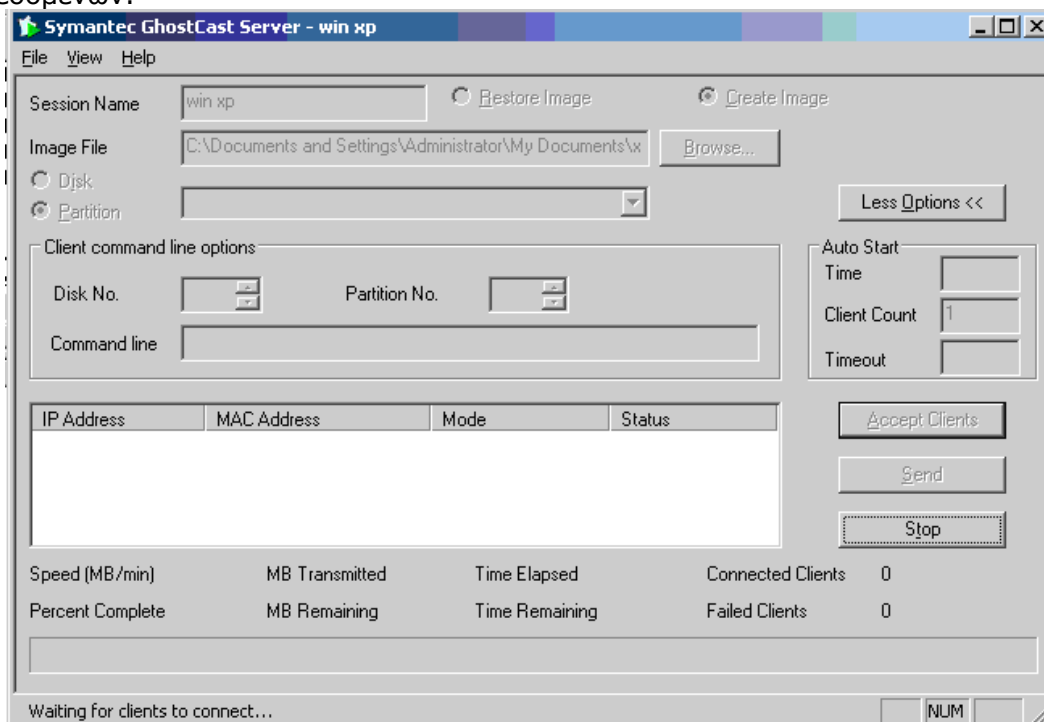 Symantec GhostCast Server - win xp
File View Help
Session Name win xp Restore Image Create Image
Image File C:\Documents and Settings\Administrator\My Documents\x Browse...
Disk
Partition Less Options <<
Client command line options Auto Start
Time
Disk No. Partition No.
Client Count 1
Command line
Timeout
IP Address MAC Address Mode Status Accept Clients
Send
Stop
Speed (MB/min) MB Transmitted Time Elapsed Connected Clients 0
Percent Complete MB Remaining Time Remaining Failed Clients 0
Waiting for clients to connect... NUM